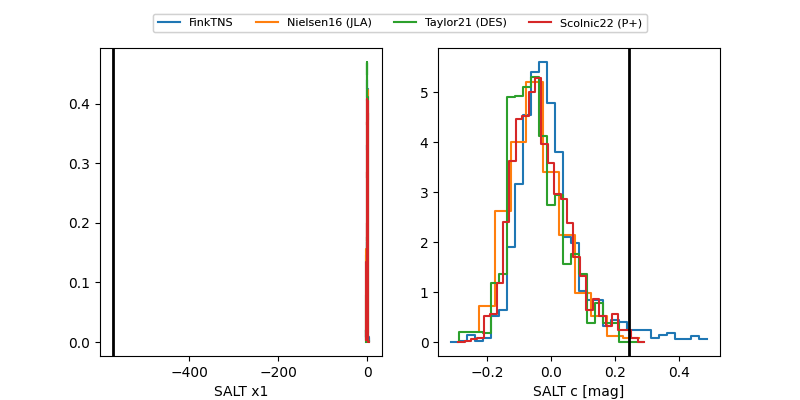 FinkTNS Nielsen16 (JLA) Taylor21 (DES) Scolnic22 (P+)
0.4
0.3
0.2
0.1
0.0
−400 −200 0
SALT x1
5
4
3
2
1
0
−0.2 0.0 0.2 0.4
SALT c [mag]